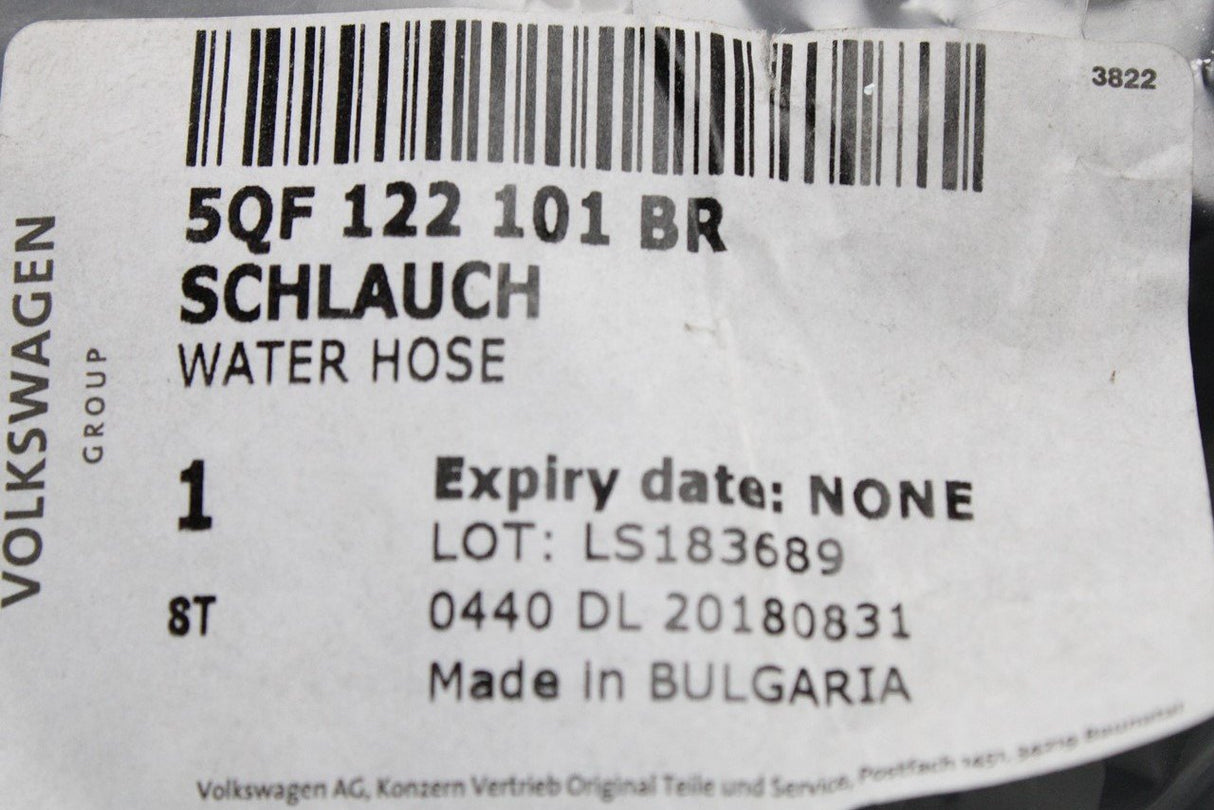 3822
5QF 122 101 BR
SCHLAUCH
WATER HOSE
VOLKSWAGEN
GROUP
1
Expiry date: NONE
LOT: LS183689
8T
0440 DL 20180831
Made in BULGARIA
Volkswagen AG, Konzern Vertrieb Original Teile und Service, Postfach